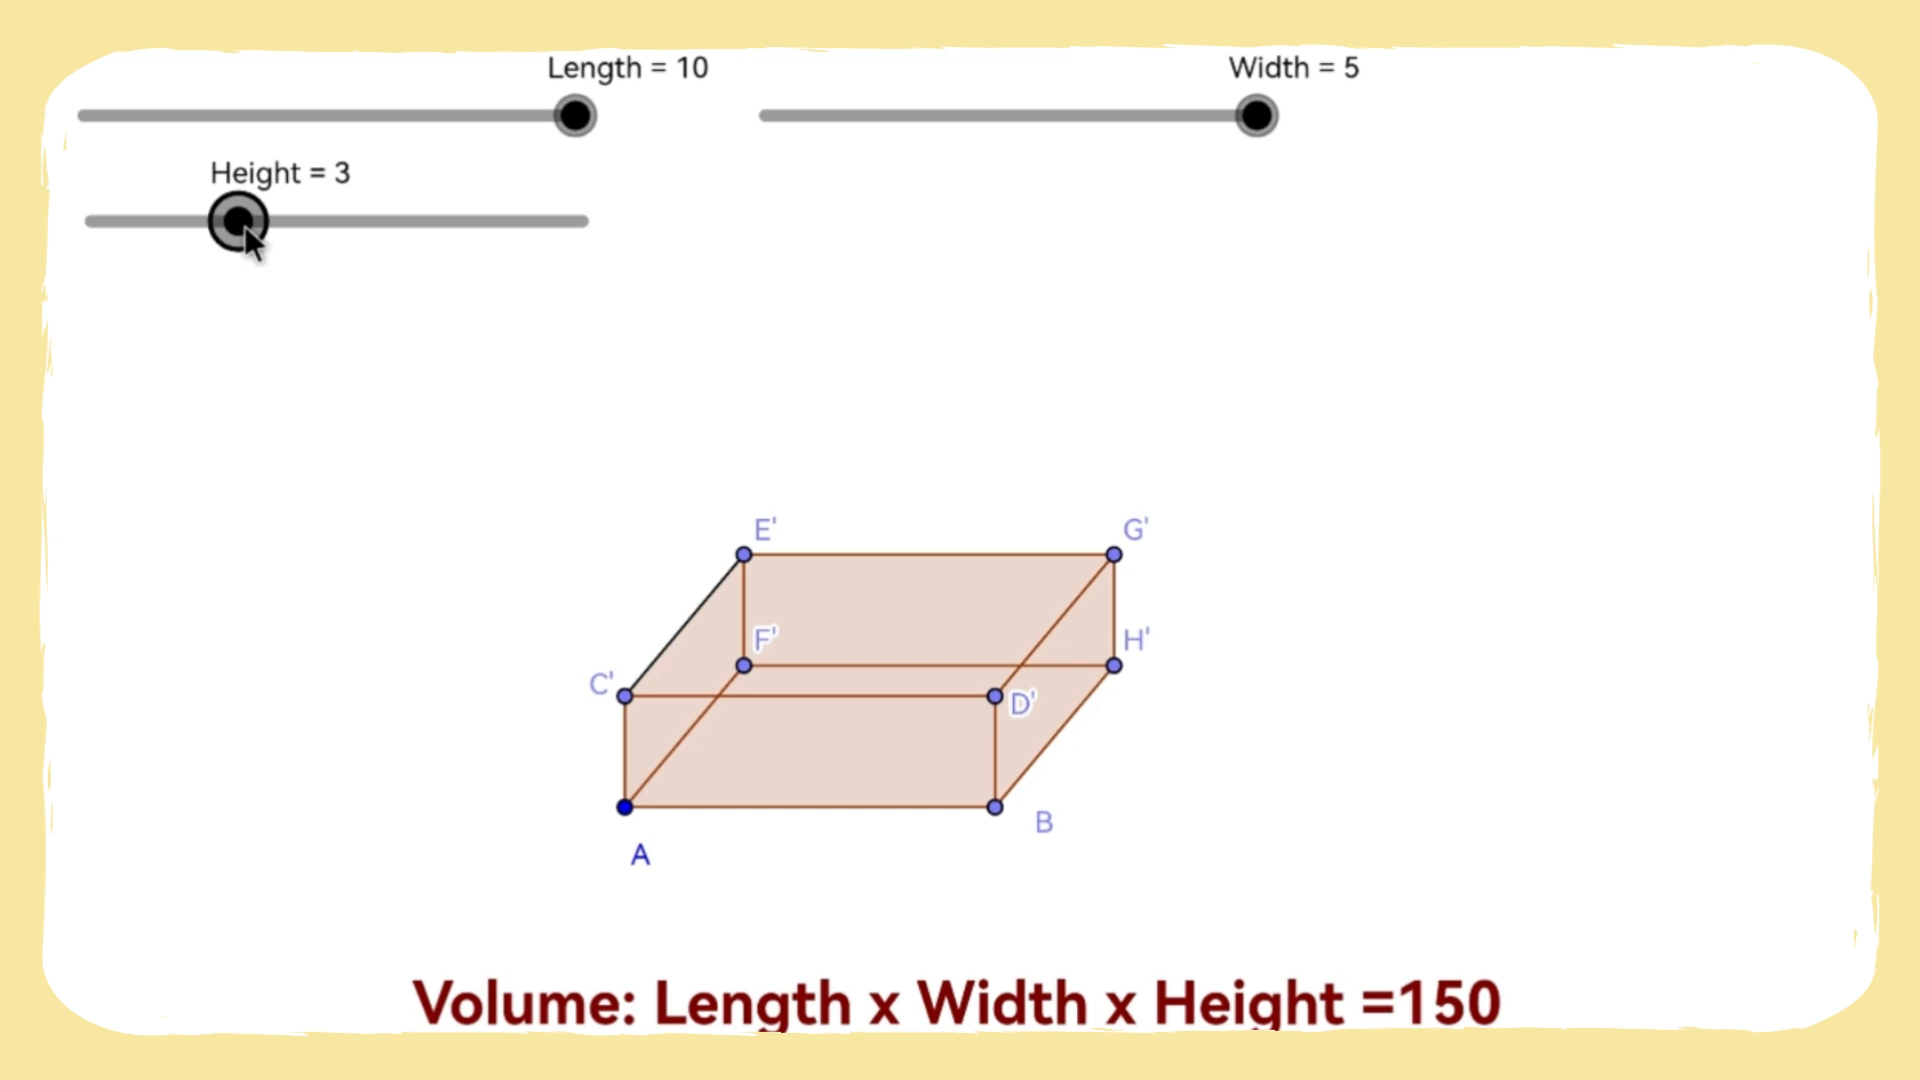 Length = 10
Width = 5
Height = 3
E'
G'
F'
H'
C'
D'
B
A
Volume: Length x Width x Height =150